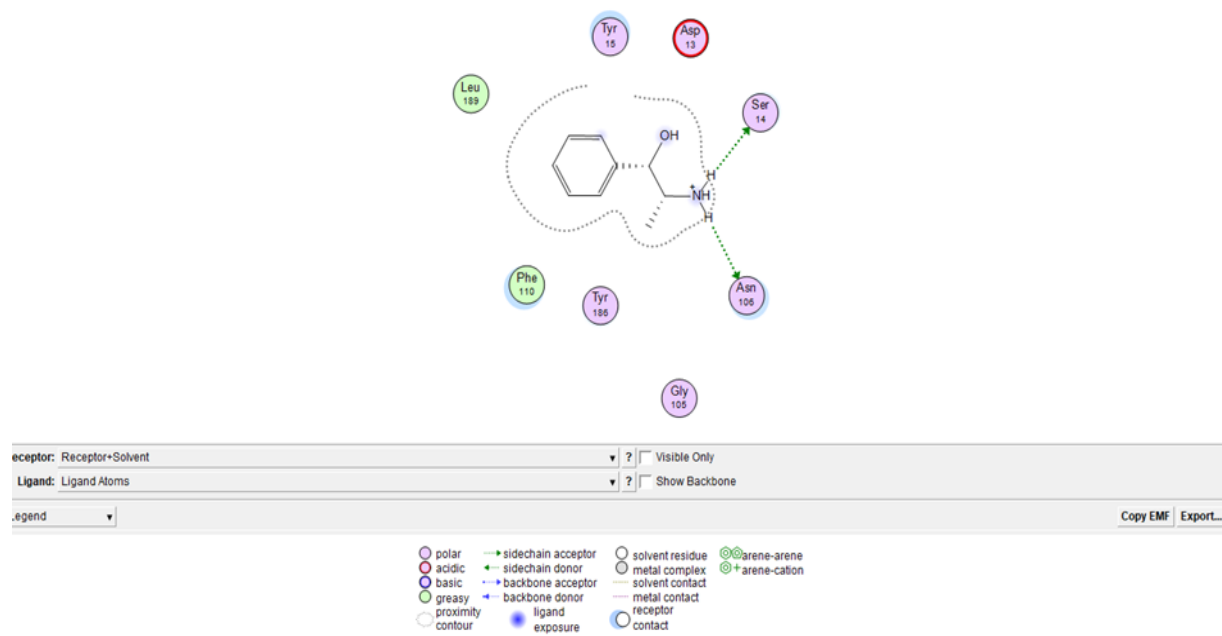 Tyr
15
Asp
13
Leu
189
Ser
14
OH
H
+
NH
H
Phe
110
Tyr
186
Asn
106
Gly
105
eceptor: Receptor+Solvent ? Visible Only
Ligand: Ligand Atoms ? Show Backbone
egend Copy EMF Export...
polar sidechain acceptor solvent residue arene-arene
acidic sidechain donor metal complex + arene-cation
basic backbone acceptor solvent contact
greasy backbone donor metal contact
proximity contour ligand exposure receptor contact